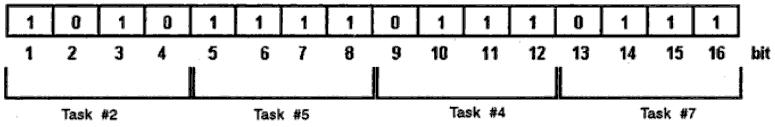 1 0 1 0 1 1 1 1 0 1 1 1 0 1 1 1
1 2 3 4 5 6 7 8 9 10 11 12 13 14 15 16 bit
Task #2 Task #5 Task #4 Task #7